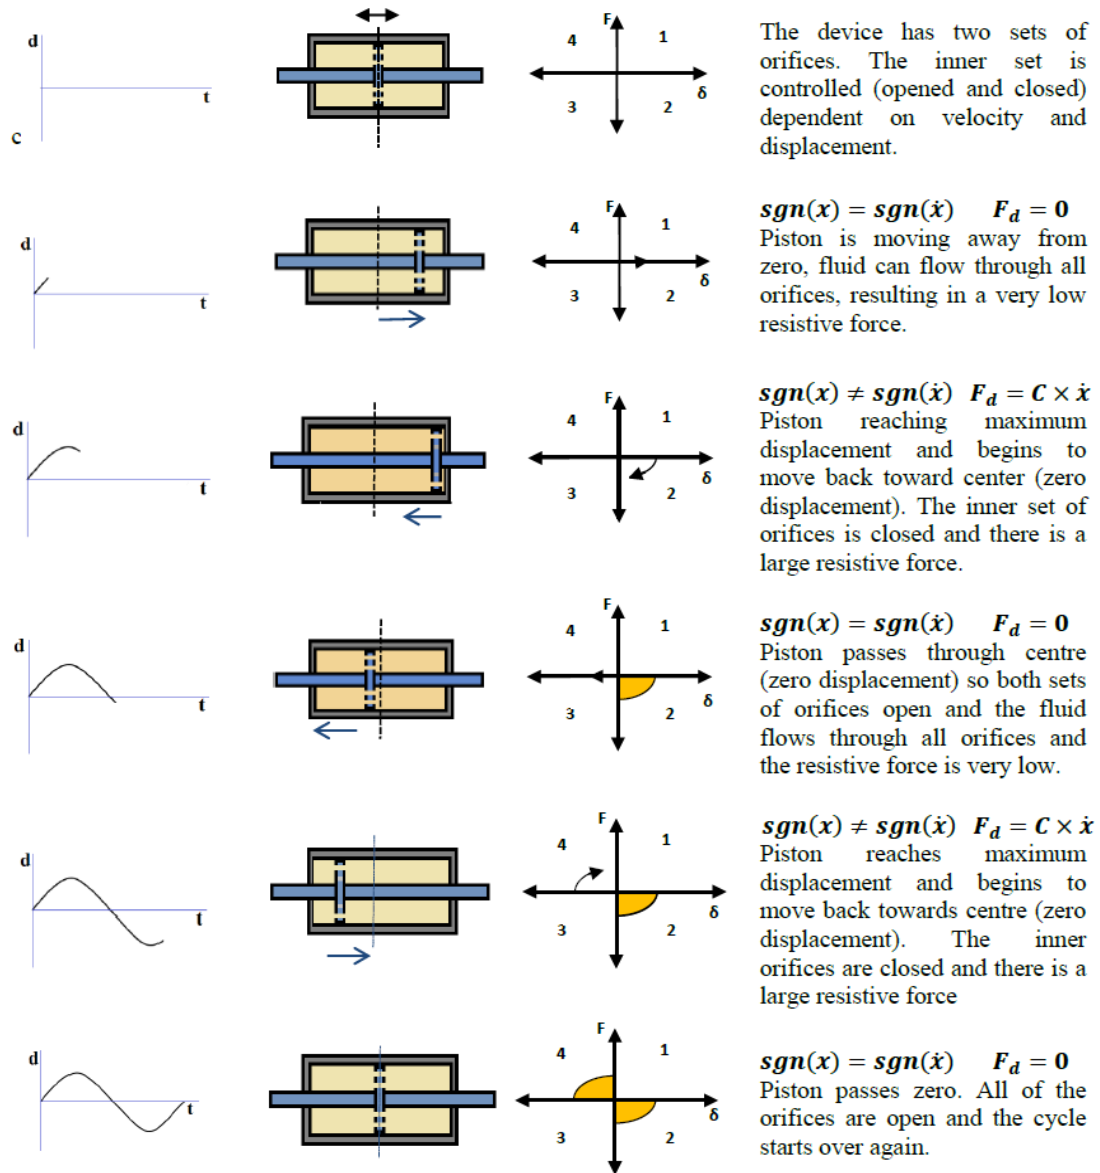 d
t
c
F
4
1
3
2
δ
The device has two sets of
orifices. The inner set is
controlled (opened and closed)
dependent on velocity and
displacement.
d
t
F
4
1
3
2
δ
sgn(x) = sgn(ẋ) F_d = 0
Piston is moving away from
zero, fluid can flow through all
orifices, resulting in a very low
resistive force.
d
t
F
4
1
3
2
δ
sgn(x) ≠ sgn(ẋ) F_d = C × ẋ
Piston reaching maximum
displacement and begins to
move back toward center (zero
displacement). The inner set of
orifices is closed and there is a
large resistive force.
d
t
F
4
1
3
2
δ
sgn(x) = sgn(ẋ) F_d = 0
Piston passes through centre
(zero displacement) so both sets
of orifices open and the fluid
flows through all orifices and
the resistive force is very low.
d
t
F
4
1
3
2
δ
sgn(x) ≠ sgn(ẋ) F_d = C × ẋ
Piston reaches maximum
displacement and begins to
move back towards centre (zero
displacement). The inner
orifices are closed and there is a
large resistive force
d
t
F
4
1
3
2
δ
sgn(x) = sgn(ẋ) F_d = 0
Piston passes zero. All of the
orifices are open and the cycle
starts over again.